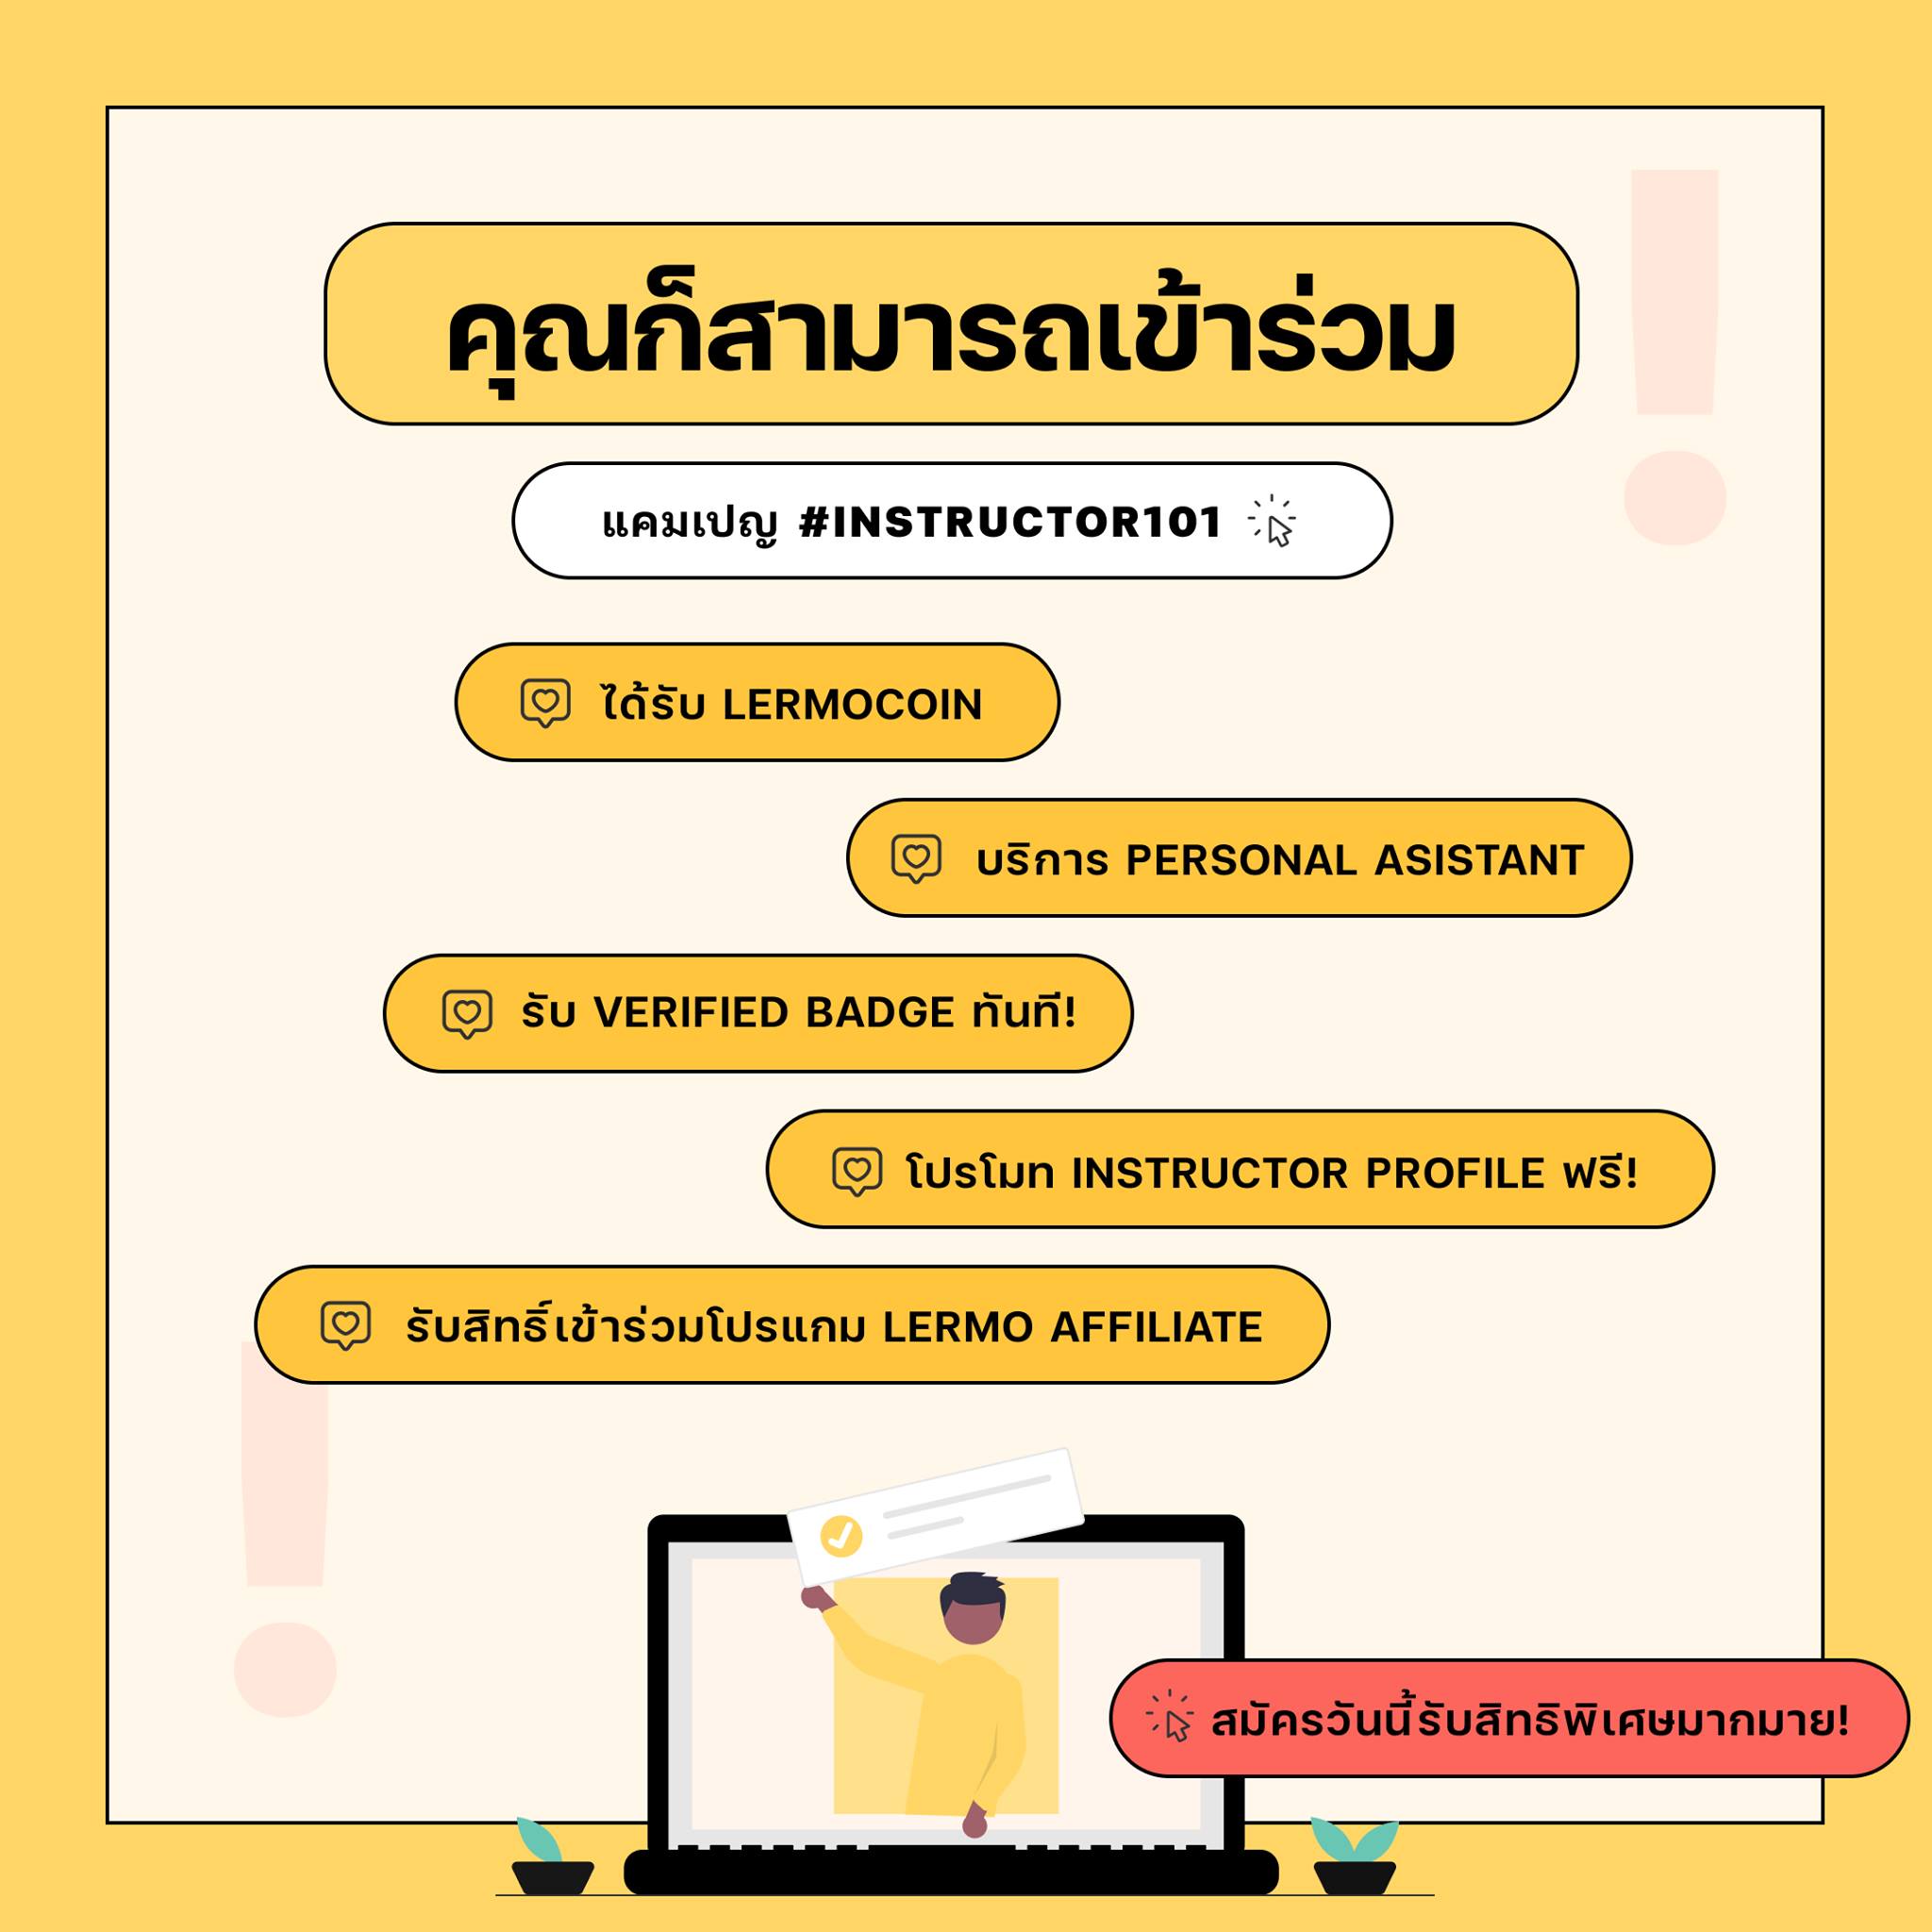 คุณก็สามารถเข้าร่วม
แคมเปญ #INSTRUCTOR101
ได้รับ LERMOCOIN
บริการ PERSONAL ASISTANT
รับ VERIFIED BADGE ทันที!
โปรโมท INSTRUCTOR PROFILE ฟรี!
รับสิทธิ์เข้าร่วมโปรแกม LERMO AFFILIATE
สมัครวันนี้รับสิทธิพิเศษมากมาย!